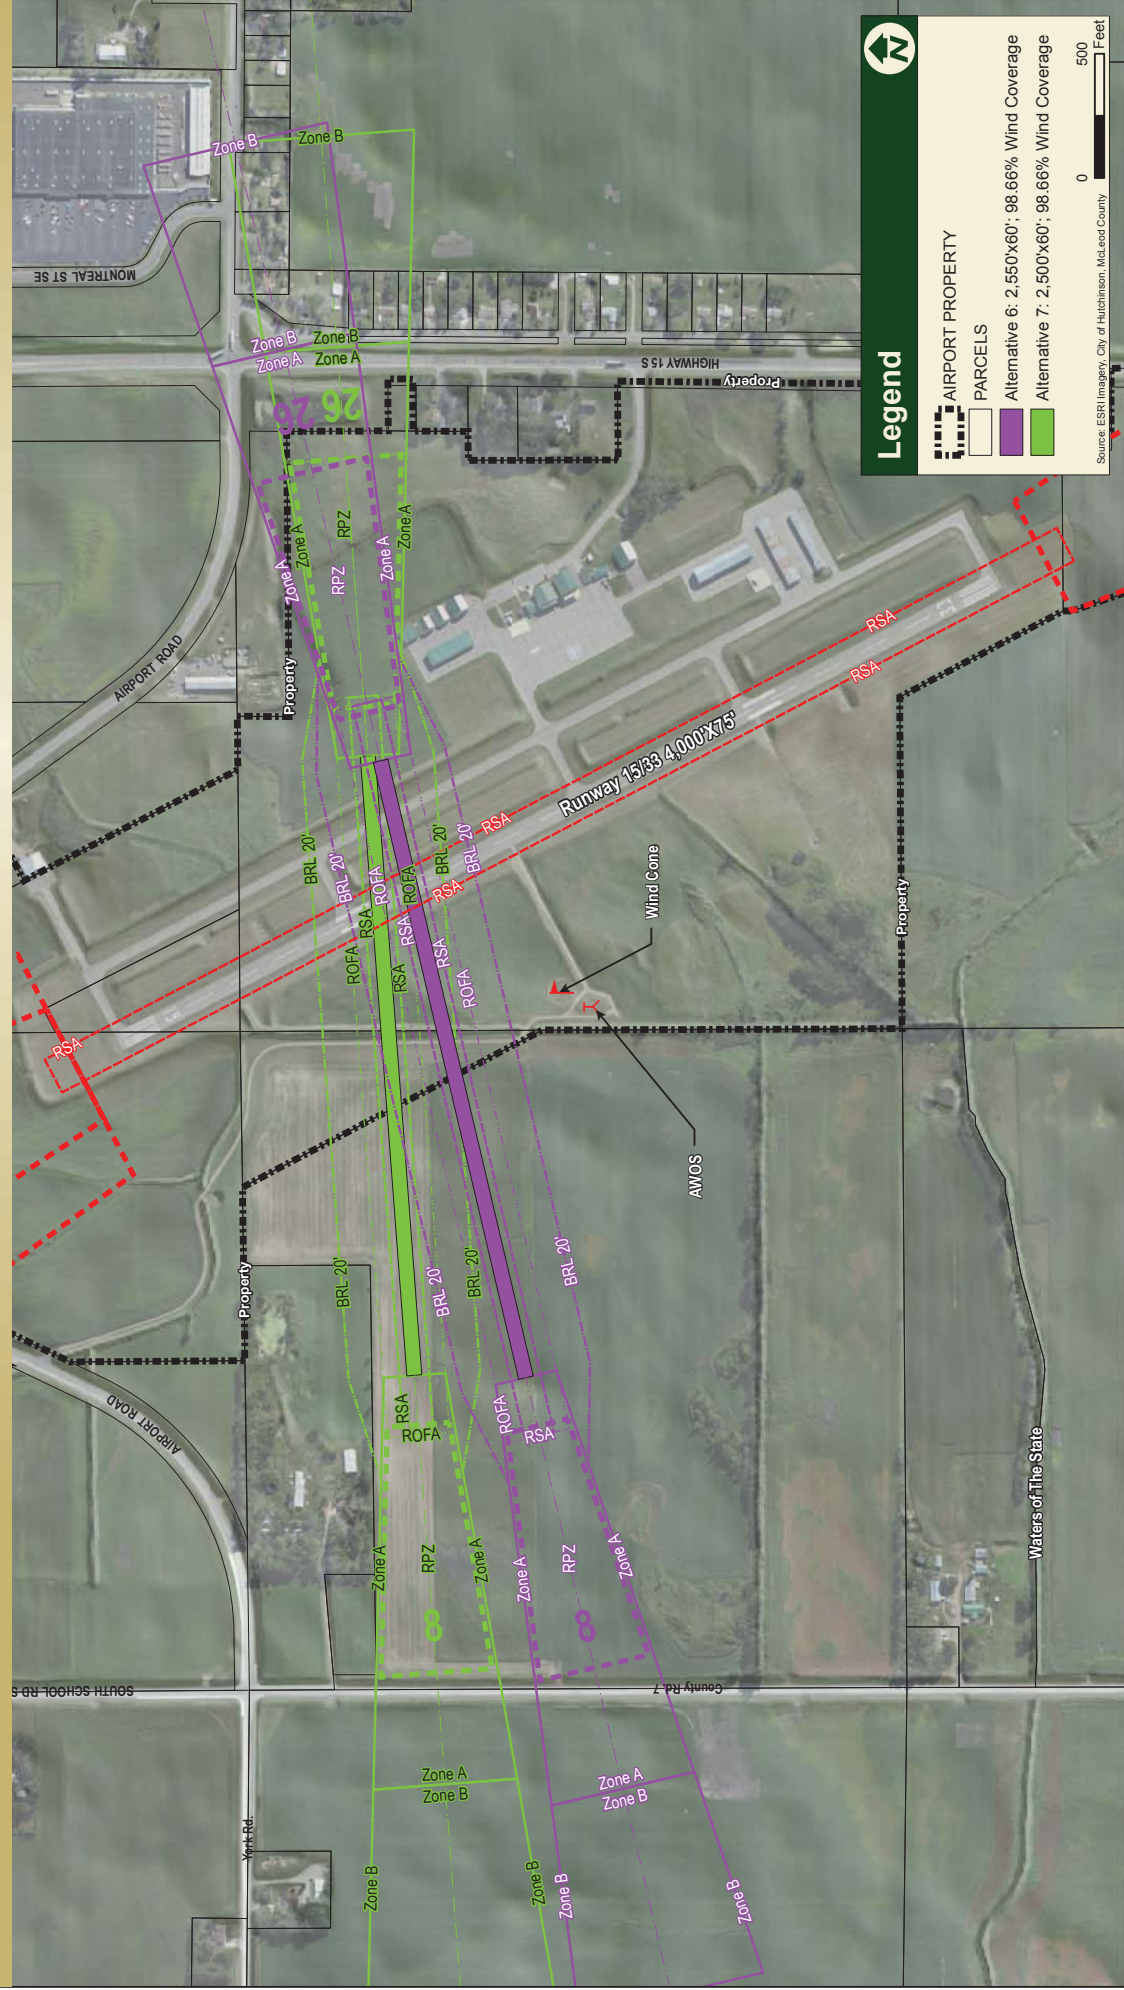 Legend
N
AIRPORT PROPERTY
PARCELS
Alternative 6: 2,550'x60'; 98.66% Wind Coverage
Alternative 7: 2,500'x60'; 98.66% Wind Coverage
0
500
Feet
Source: ESRI Imagery, City of Hutchinson, McLeod County
MONTREAL ST SE
HIGHWAY 15 S
AIRPORT ROAD
AIRPORT ROAD
SOUTH SCHOOL RD S
County Rd. 7
York Rd.
Waters of The State
Property
Property
Property
Property
Runway 15/33 4,000'X75'
Wind Cone
AWOS
RSA
RSA
RSA
RSA
RSA
Zone B
Zone B
Zone B
Zone A
Zone B
Zone A
26
26
Zone A
Zone A
RPZ
RPZ
Zone A
Zone A
BRL 20'
BRL 20'
BRL 20'
BRL 20'
ROFA
ROFA
RSA
RSA
ROFA
RSA
RSA
ROFA
BRL 20'
BRL 20'
BRL 20'
BRL 20'
RSA
ROFA
ROFA
RSA
Zone A
RPZ
Zone A
Zone A
RPZ
Zone A
8
8
Zone A
Zone B
Zone A
Zone B
Zone B
Zone B
Zone B
Zone B